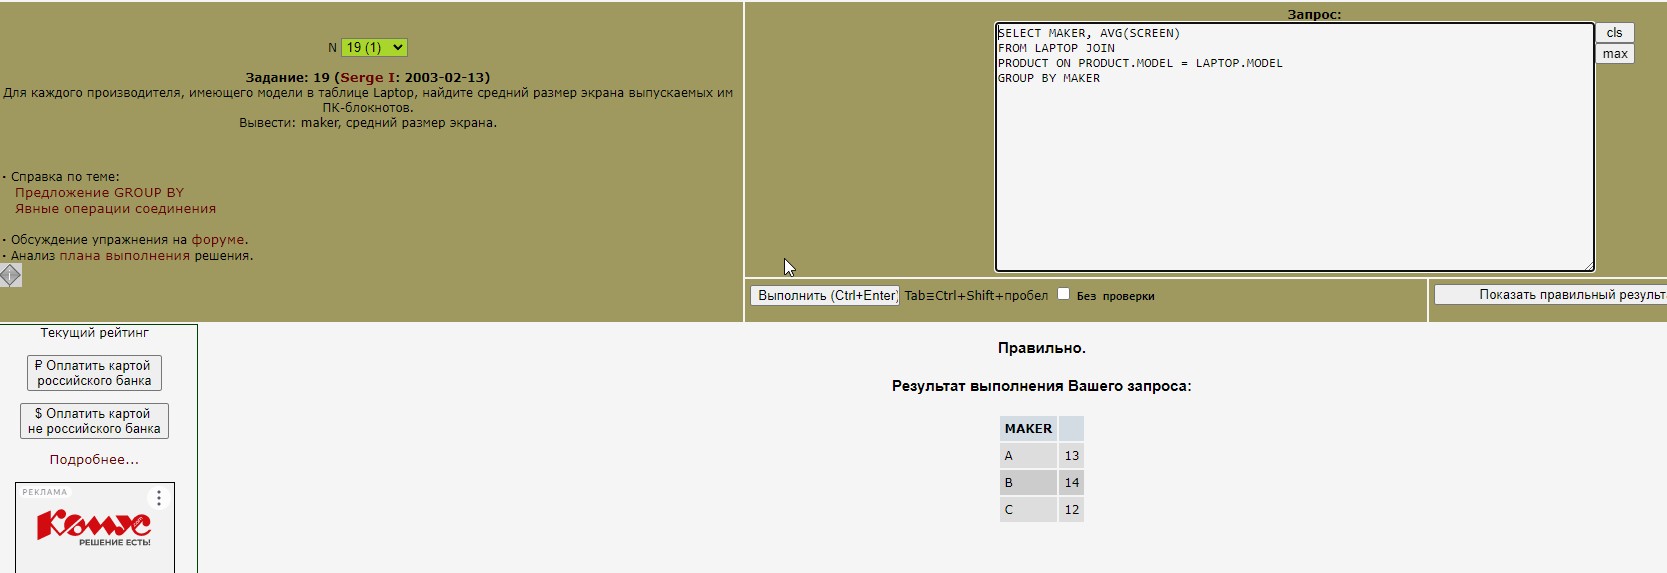 N 19 (1)
Задание: 19 (Serge I: 2003-02-13)
Для каждого производителя, имеющего модели в таблице Laptop, найдите средний размер экрана выпускаемых им
ПК-блокнотов.
Вывести: maker, средний размер экрана.
· Справка по теме:
Предложение GROUP BY
Явные операции соединения
· Обсуждение упражнения на форуме.
· Анализ плана выполнения решения.
Запрос:
SELECT MAKER, AVG(SCREEN)
FROM LAPTOP JOIN
PRODUCT ON PRODUCT.MODEL = LAPTOP.MODEL
GROUP BY MAKER
cls
max
Выполнить (Ctrl+Enter) Tab≡Ctrl+Shift+пробел Без проверки
Показать правильный результ
Текущий рейтинг
₽ Оплатить картой
российского банка
$ Оплатить картой
не российского банка
Подробнее...
РЕКЛАМА
Комус
РЕШЕНИЕ ЕСТЬ!
Правильно.
Результат выполнения Вашего запроса:
MAKER
A 13
B 14
C 12